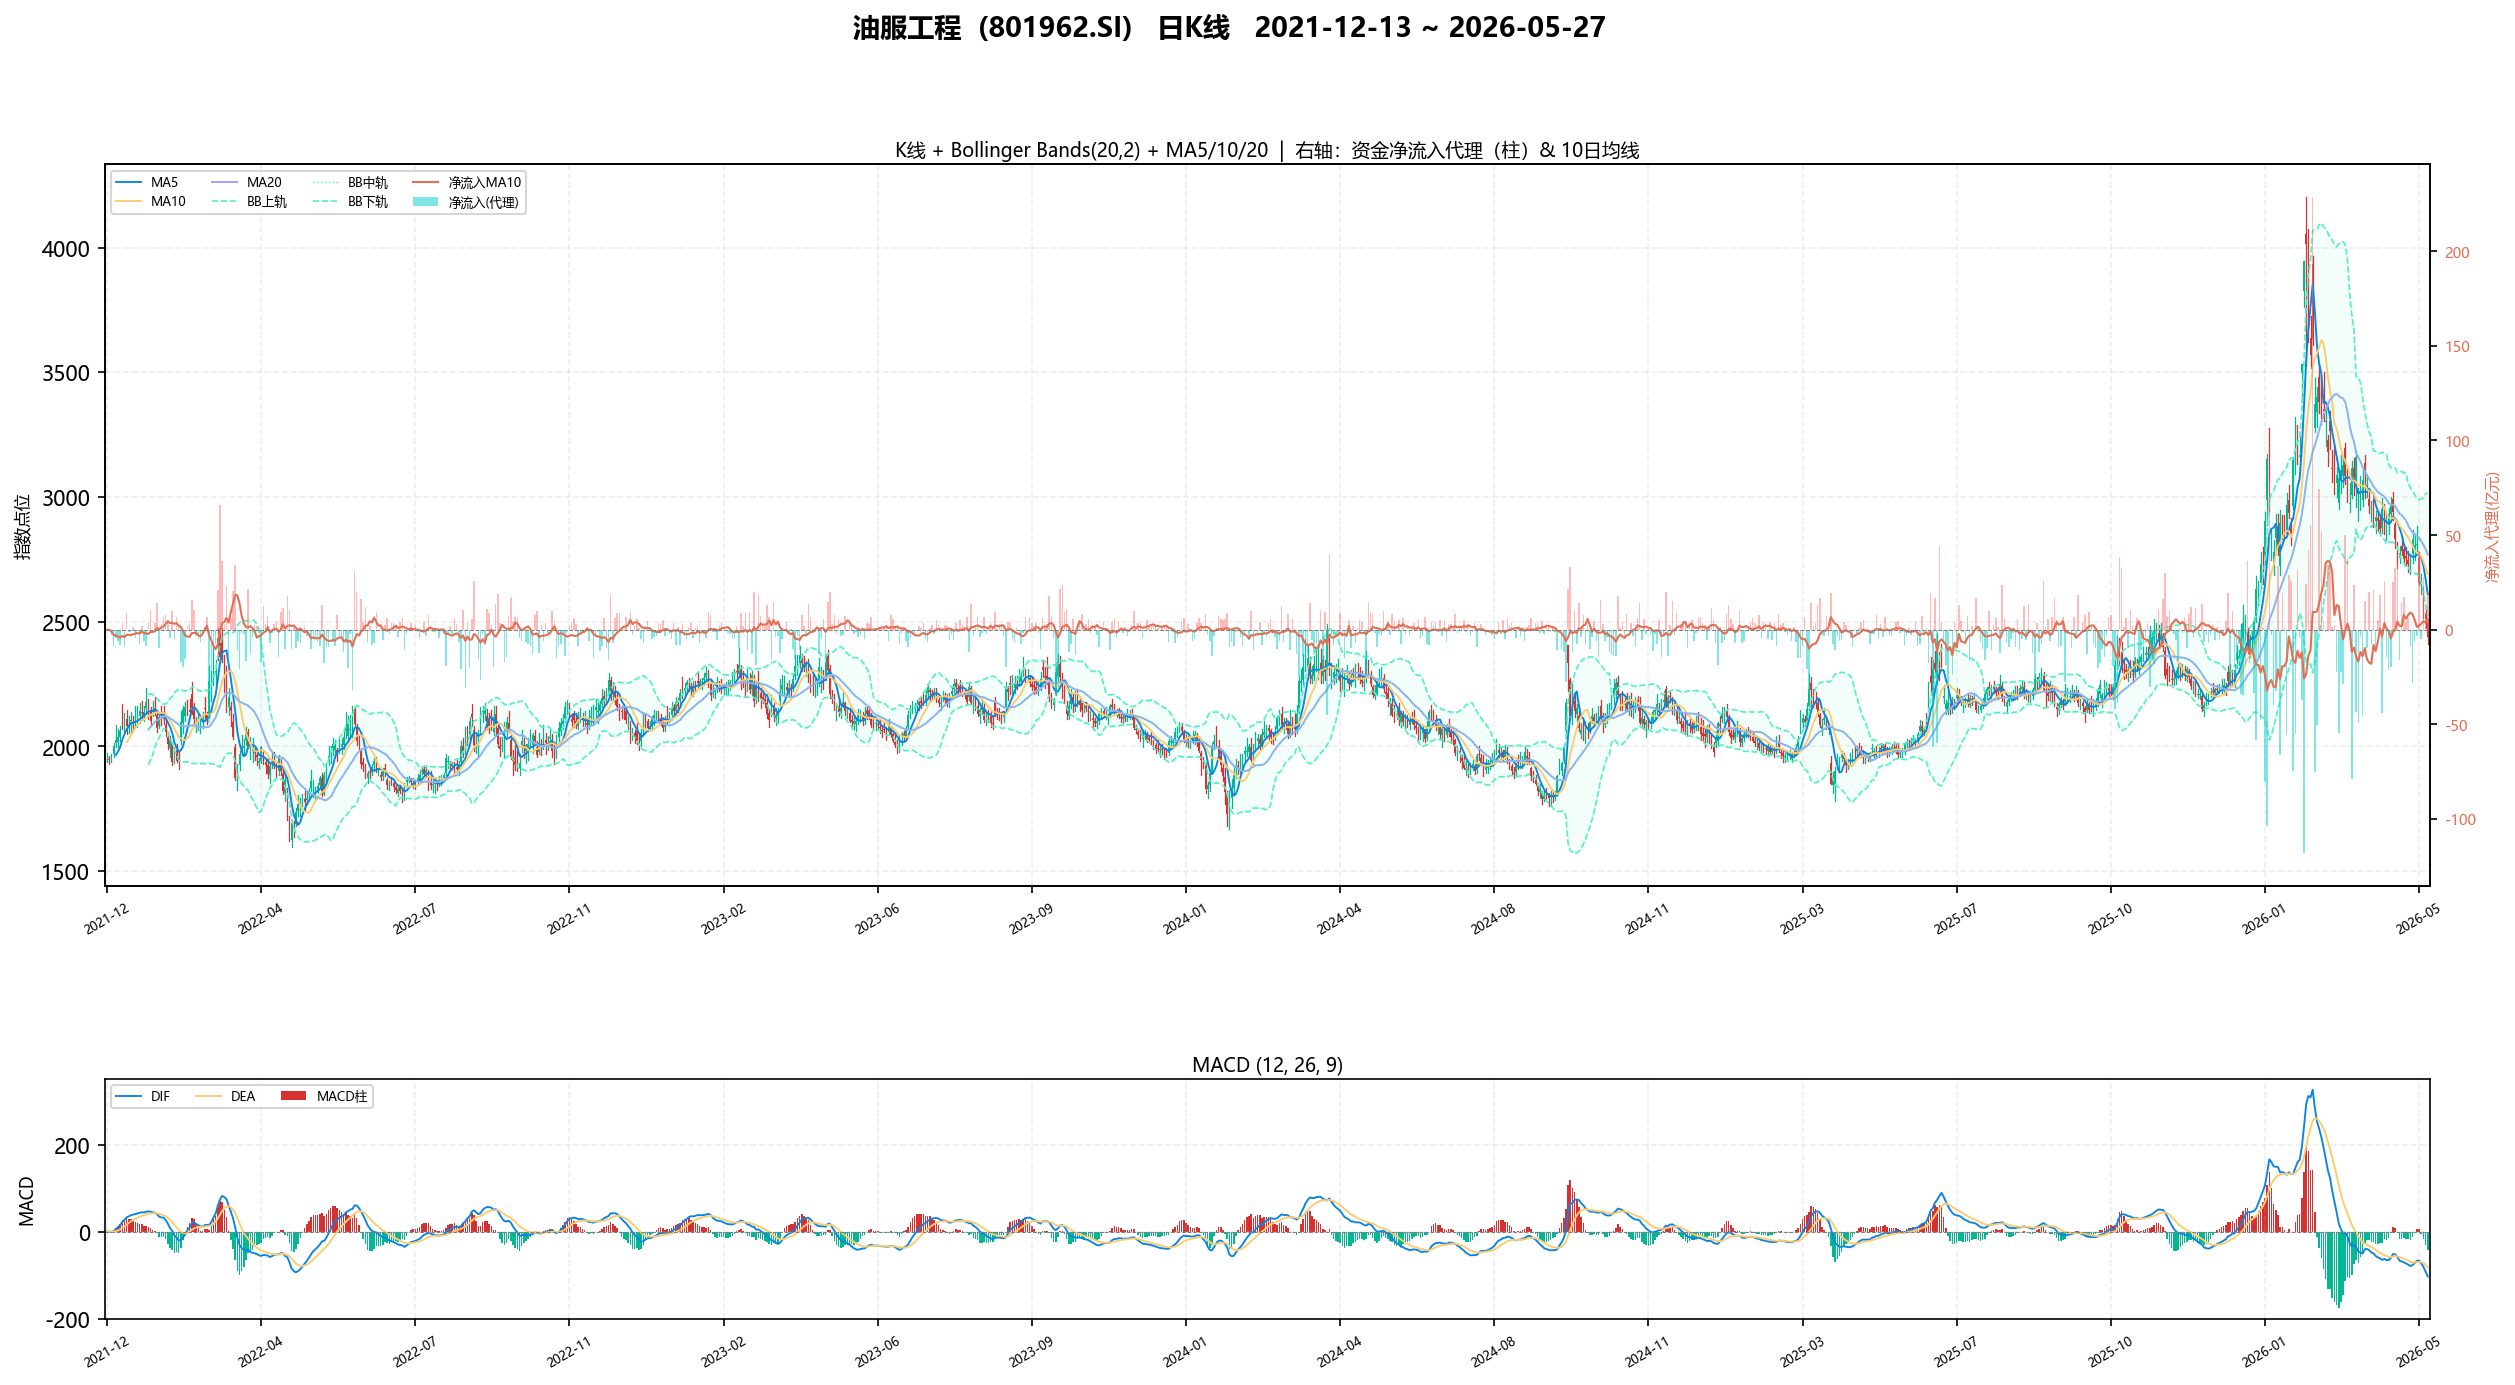 油服工程（801962.SI） 日K线 2021-12-13 ~ 2026-05-27
K线 + Bollinger Bands(20,2) + MA5/10/20 | 右轴：资金净流入代理（柱）& 10日均线
MA5 MA20 BB中轨 净流入MA10
MA10 BB上轨 BB下轨 净流入(代理)
指数点位
4000
3500
3000
2500
2000
1500
200
150
100
50
0
-50
-100
净流入代理(亿元)
2021-12 2022-04 2022-07 2022-11 2023-02 2023-06 2023-09 2024-01 2024-04 2024-08 2024-11 2025-03 2025-07 2025-10 2026-01 2026-05
MACD (12, 26, 9)
DIF DEA MACD柱
MACD
200
0
-200
2021-12 2022-04 2022-07 2022-11 2023-02 2023-06 2023-09 2024-01 2024-04 2024-08 2024-11 2025-03 2025-07 2025-10 2026-01 2026-05